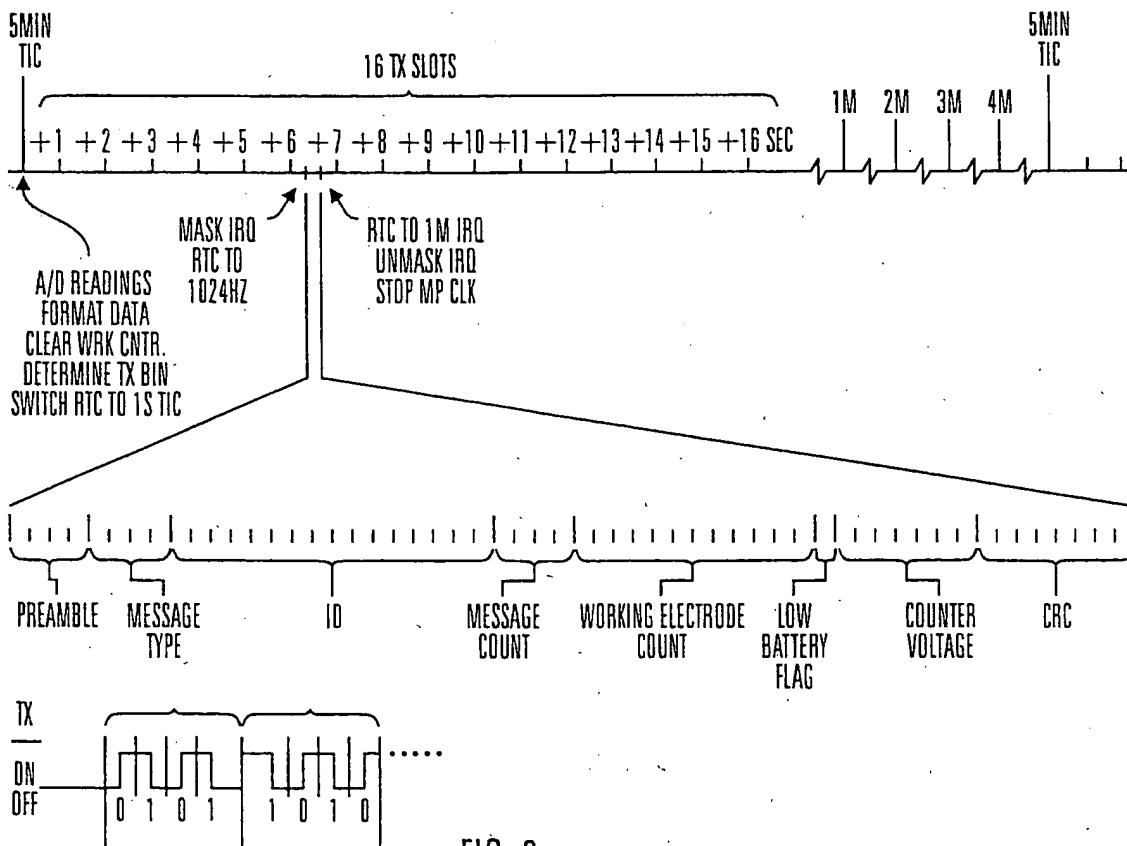 5MIN
TIC
16 TX SLOTS
5MIN
TIC
+1 +2 +3 +4 +5 +6 +7 +8 +9 +10 +11 +12 +13 +14 +15 +16 SEC
1M 2M 3M 4M
MASK IRQ
RTC TO
1024HZ
RTC TO 1M IRQ
UNMASK IRQ
STOP MP CLK
A/D READINGS
FORMAT DATA
CLEAR WRK CNTR.
DETERMINE TX BIN
SWITCH RTC TO 1S TIC
PREAMBLE
MESSAGE
TYPE
ID
MESSAGE
COUNT
WORKING ELECTRODE
COUNT
LOW
BATTERY
FLAG
COUNTER
VOLTAGE
CRC
TX
ON
OFF
0 1 0 1 1 0 1 0